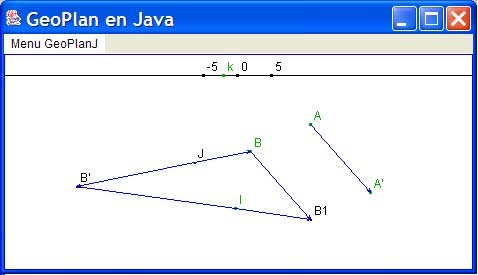 GeoPlan en Java
Menu GeoPlanJ
-5 k 0 5
A
B
J
B'
A'
I
B1